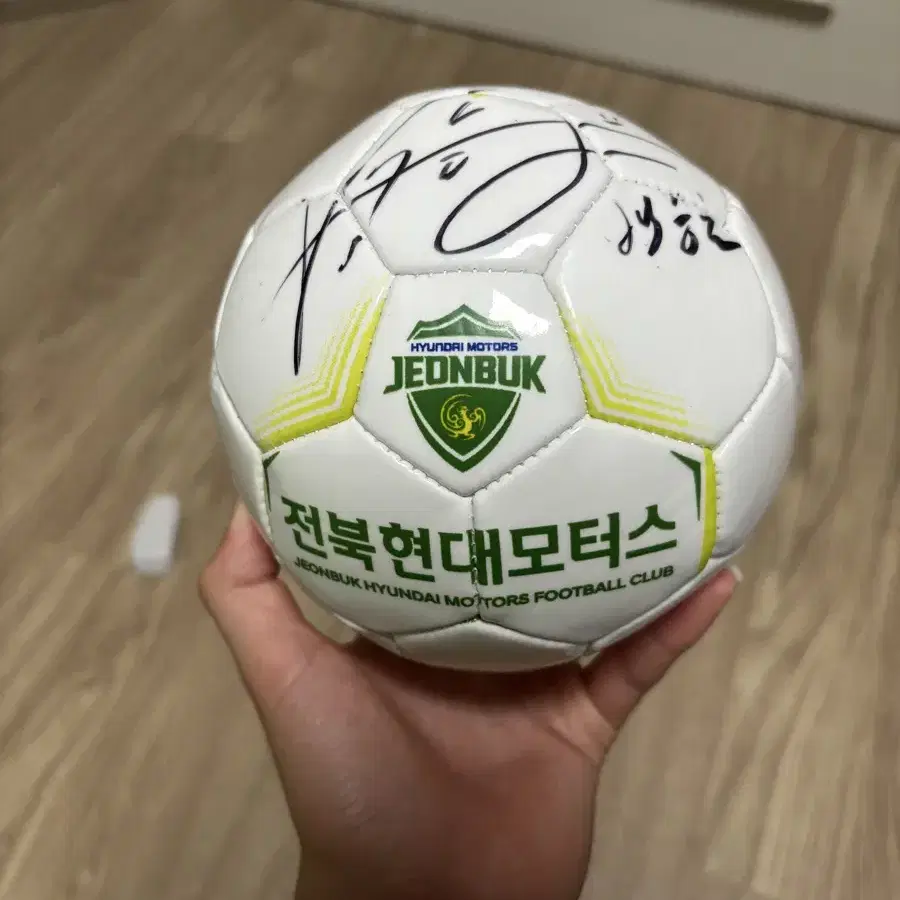 HYUNDAI MOTORS
JEONBUK
전북현대모터스
JEONBUK HYUNDAI MOTORS FOOTBALL CLUB